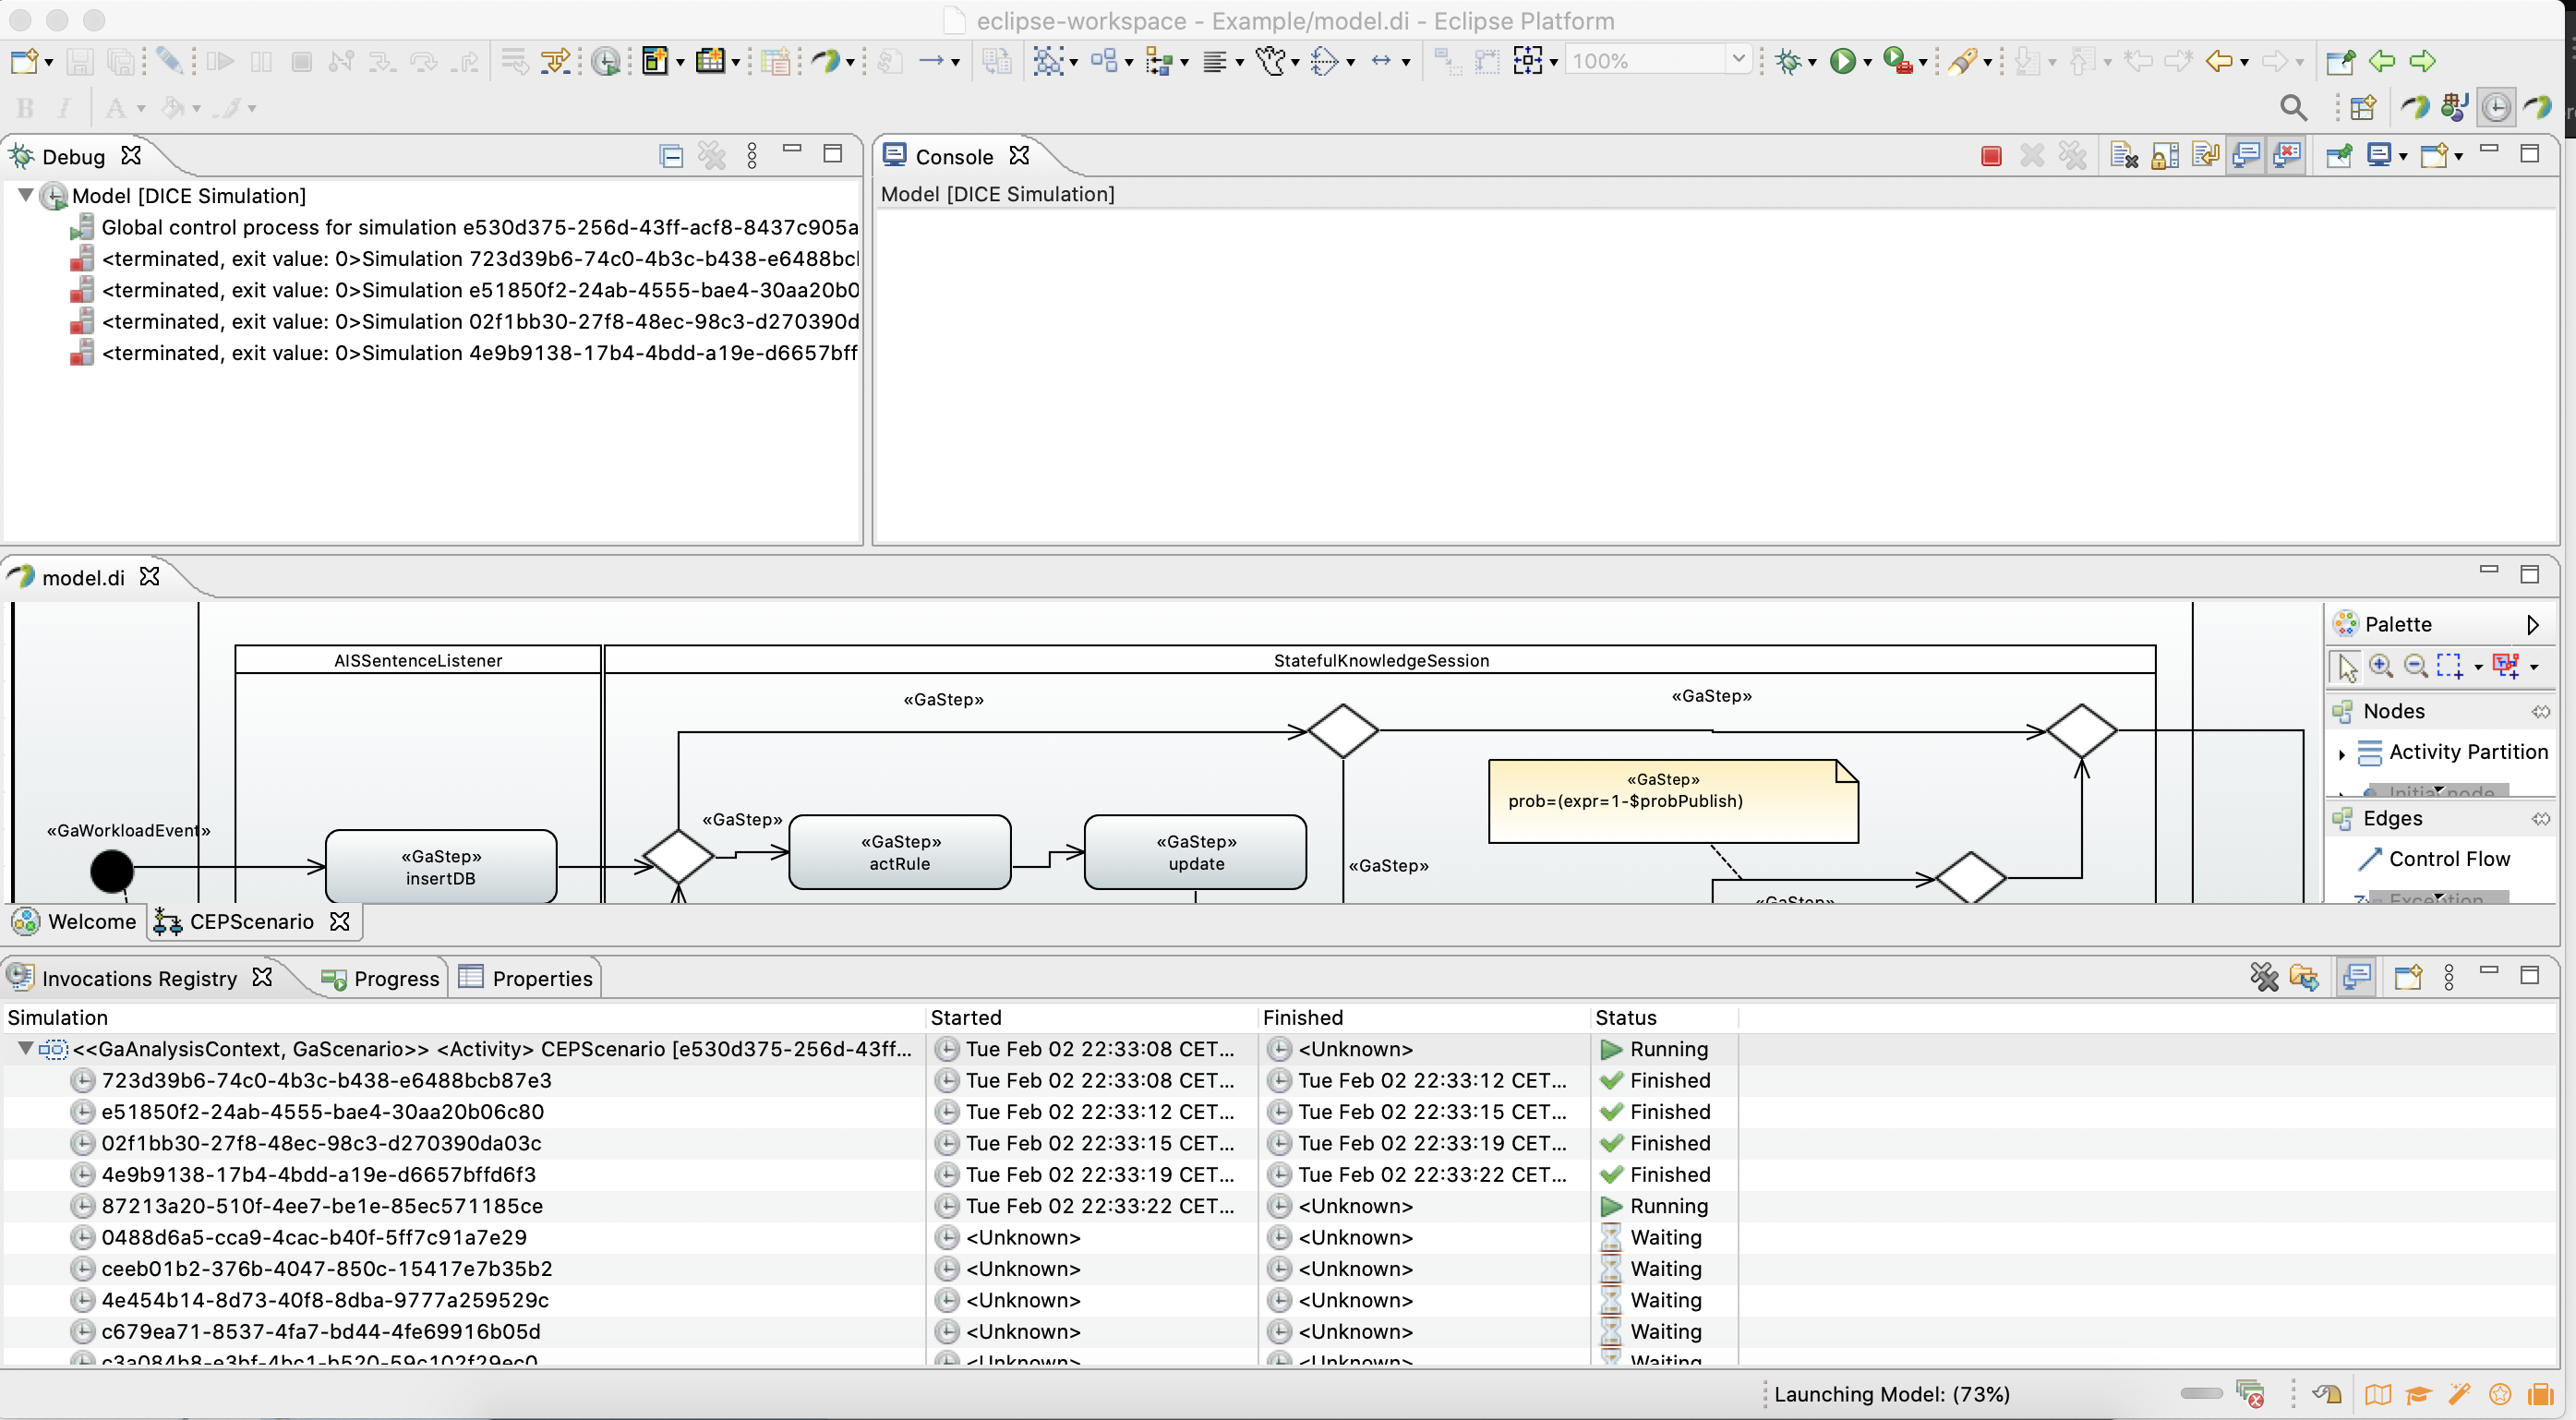 eclipse-workspace - Example/model.di - Eclipse Platform
100%
B I A
Debug
Model [DICE Simulation]
Global control process for simulation e530d375-256d-43ff-acf8-8437c905a
<terminated, exit value: 0>Simulation 723d39b6-74c0-4b3c-b438-e6488bcl
<terminated, exit value: 0>Simulation e51850f2-24ab-4555-bae4-30aa20b0
<terminated, exit value: 0>Simulation 02f1bb30-27f8-48ec-98c3-d270390d
<terminated, exit value: 0>Simulation 4e9b9138-17b4-4bdd-a19e-d6657bff
Console
Model [DICE Simulation]
model.di
AISSentenceListener
StatefulKnowledgeSession
«GaStep»
«GaStep»
«GaStep»
prob=(expr=1-$probPublish)
«GaWorkloadEvent»
«GaStep»
insertDB
«GaStep»
«GaStep»
actRule
«GaStep»
update
«GaStep»
«GaStep»
Palette
Nodes
Activity Partition
Initial node
Edges
Control Flow
Exception
Welcome
CEPScenario
Invocations Registry
Progress
Properties
Simulation Started Finished Status
<<GaAnalysisContext, GaScenario>> <Activity> CEPScenario [e530d375-256d-43ff... Tue Feb 02 22:33:08 CET... <Unknown> Running
723d39b6-74c0-4b3c-b438-e6488bcb87e3 Tue Feb 02 22:33:08 CET... Tue Feb 02 22:33:12 CET... Finished
e51850f2-24ab-4555-bae4-30aa20b06c80 Tue Feb 02 22:33:12 CET... Tue Feb 02 22:33:15 CET... Finished
02f1bb30-27f8-48ec-98c3-d270390da03c Tue Feb 02 22:33:15 CET... Tue Feb 02 22:33:19 CET... Finished
4e9b9138-17b4-4bdd-a19e-d6657bffd6f3 Tue Feb 02 22:33:19 CET... Tue Feb 02 22:33:22 CET... Finished
87213a20-510f-4ee7-be1e-85ec571185ce Tue Feb 02 22:33:22 CET... <Unknown> Running
0488d6a5-cca9-4cac-b40f-5ff7c91a7e29 <Unknown> <Unknown> Waiting
ceeb01b2-376b-4047-850c-15417e7b35b2 <Unknown> <Unknown> Waiting
4e454b14-8d73-40f8-8dba-9777a259529c <Unknown> <Unknown> Waiting
c679ea71-8537-4fa7-bd44-4fe69916b05d <Unknown> <Unknown> Waiting
c3a084b8-e3bf-4bc1-b520-59c102f29ec0 <Unknown> <Unknown> Waiting
Launching Model: (73%)